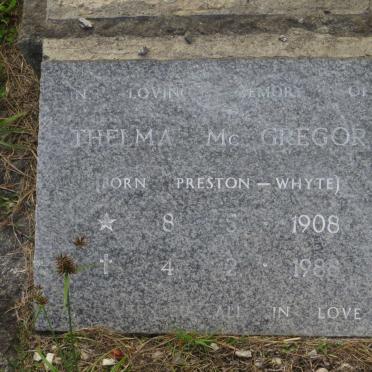 IN LOVING MEMORY OF
THELMA Mc GREGOR
(BORN PRESTON — WHYTE)
☆ 8 3 · 1908
† 4 2 · 1988
ALL IN LOVE